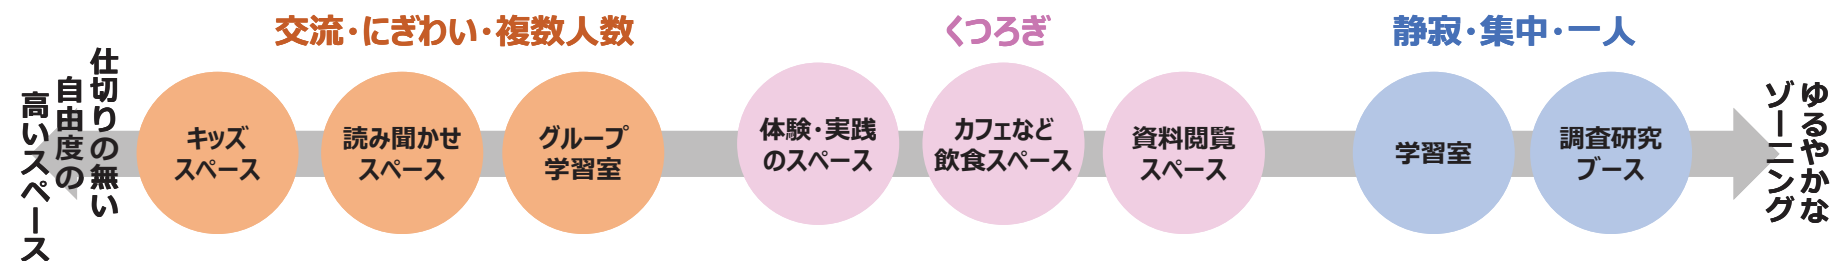 交流・にぎわい・複数人数
くつろぎ
静寂・集中・一人
仕切りの無い
自由度の
高いスペース
キッズ
スペース
読み聞かせ
スペース
グループ
学習室
体験・実践
のスペース
カフェなど
飲食スペース
資料閲覧
スペース
学習室
調査研究
ブース
ゆるやかな
ゾーニング